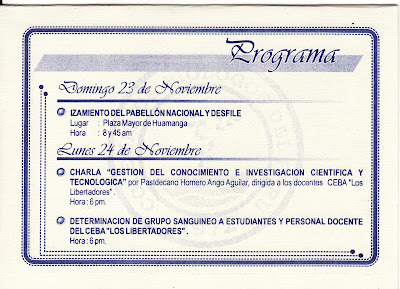 Programa
Domingo 23 de Noviembre
IZAMIENTO DEL PABELLÓN NACIONAL Y DESFILE
Lugar : Plaza Mayor de Huamanga
Hora : 8 y 45 am
Lunes 24 de Noviembre
CHARLA "GESTION DEL CONOCIMIENTO E INVESTIGACION CIENTIFICA Y
TECNOLOGICA" por Pastdecano Homero Ango Aguilar, dirigida a los docentes CEBA "Los
Libertadores".
Hora : 6 pm.
DETERMINACION DE GRUPO SANGUINEO A ESTUDIANTES Y PERSONAL DOCENTE
DEL CEBA "LOS LIBERTADORES".
Hora : 6 pm.